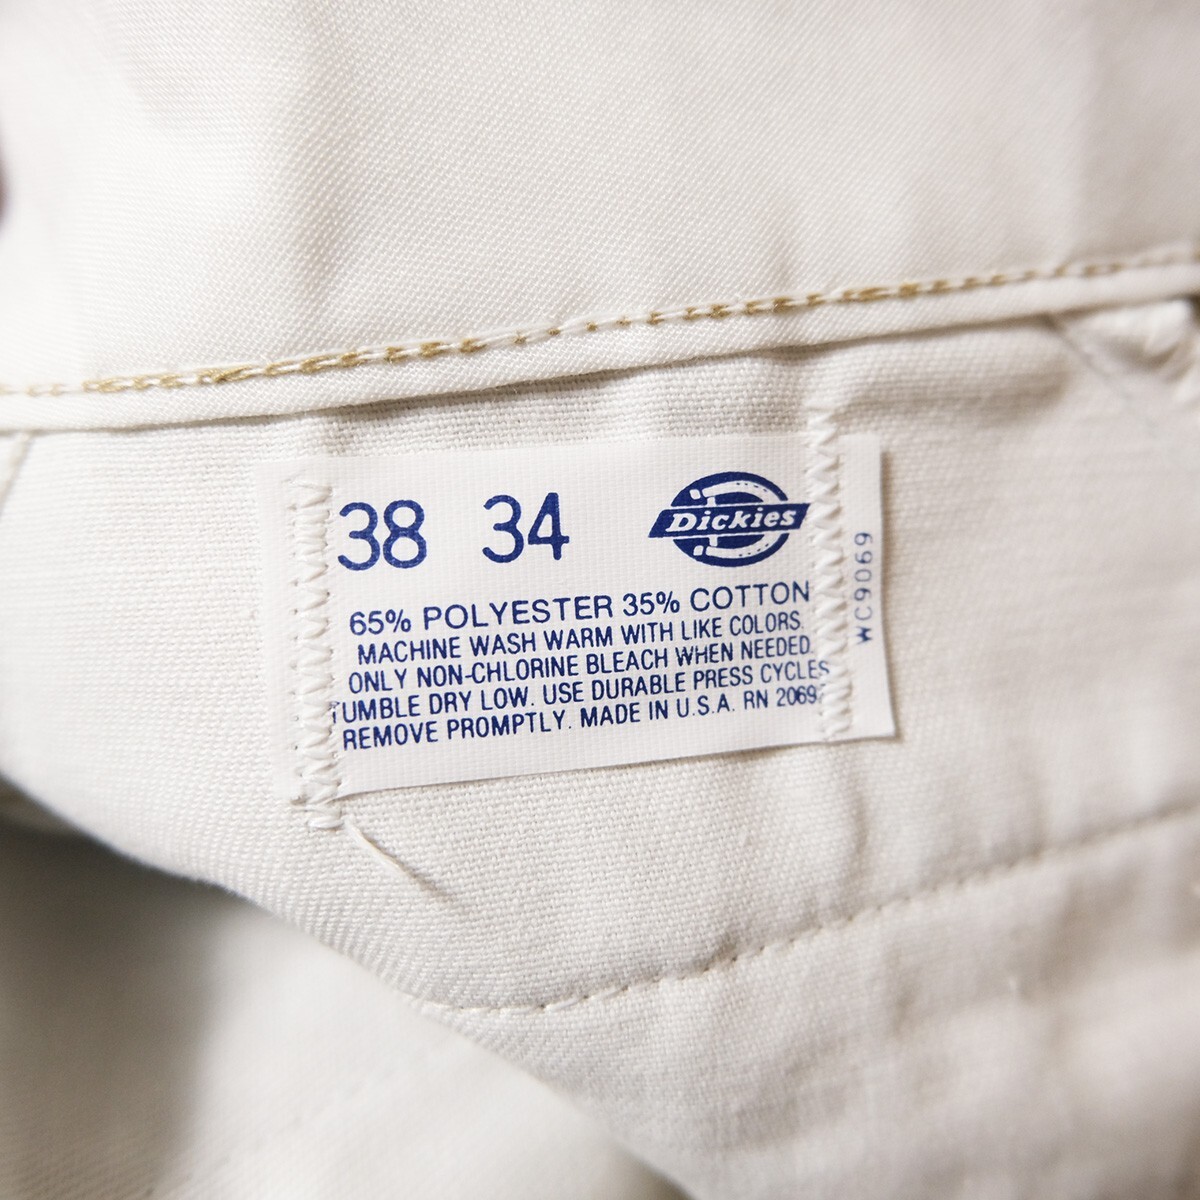 38 34 Dickies
65% POLYESTER 35% COTTON
MACHINE WASH WARM WITH LIKE COLORS.
ONLY NON-CHLORINE BLEACH WHEN NEEDED.
TUMBLE DRY LOW. USE DURABLE PRESS CYCLES
REMOVE PROMPTLY. MADE IN U.S.A. RN
WC9069